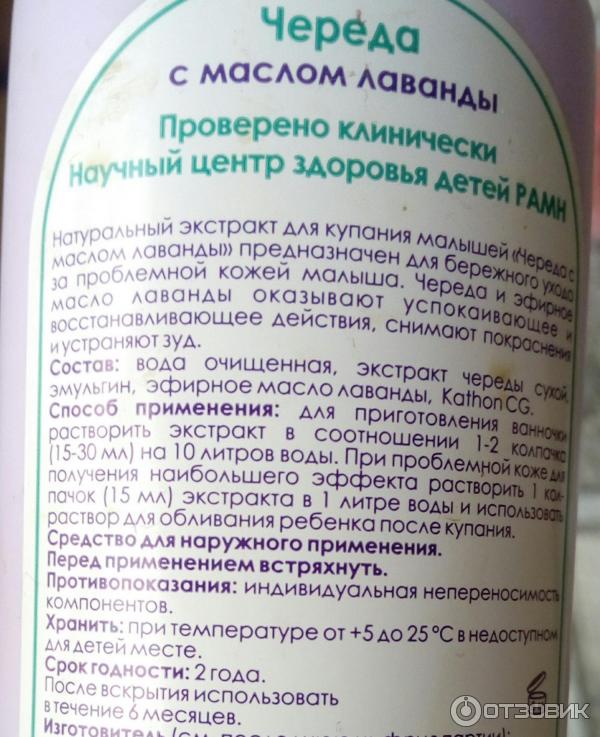 Череда
с маслом лаванды
Проверено клинически
Научный центр здоровья детей РАМН
Натуральный экстракт для купания малышей «Череда с
маслом лаванды» предназначен для бережного ухода
за проблемной кожей малыша. Череда и эфирное
масло лаванды оказывают успокаивающее и
восстанавливающее действия, снимают покраснения
и устраняют зуд.
Состав: вода очищенная, экстракт череды сухой,
эмульгин, эфирное масло лаванды, Kathon CG.
Способ применения: для приготовления ванночки
растворить экстракт в соотношении 1-2 колпачка
(15-30 мл) на 10 литров воды. При проблемной коже для
получения наибольшего эффекта растворить 1 кол-
пачок (15 мл) экстракта в 1 литре воды и использовать
раствор для обливания ребенка после купания.
Средство для наружного применения.
Перед применением встряхнуть.
Противопоказания: индивидуальная непереносимость
компонентов.
Хранить: при температуре от +5 до 25 °C в недоступном
для детей месте.
Срок годности: 2 года.
После вскрытия использовать
в течение 6 месяцев.
Изготовитель (см. после
ОТЗОВИК